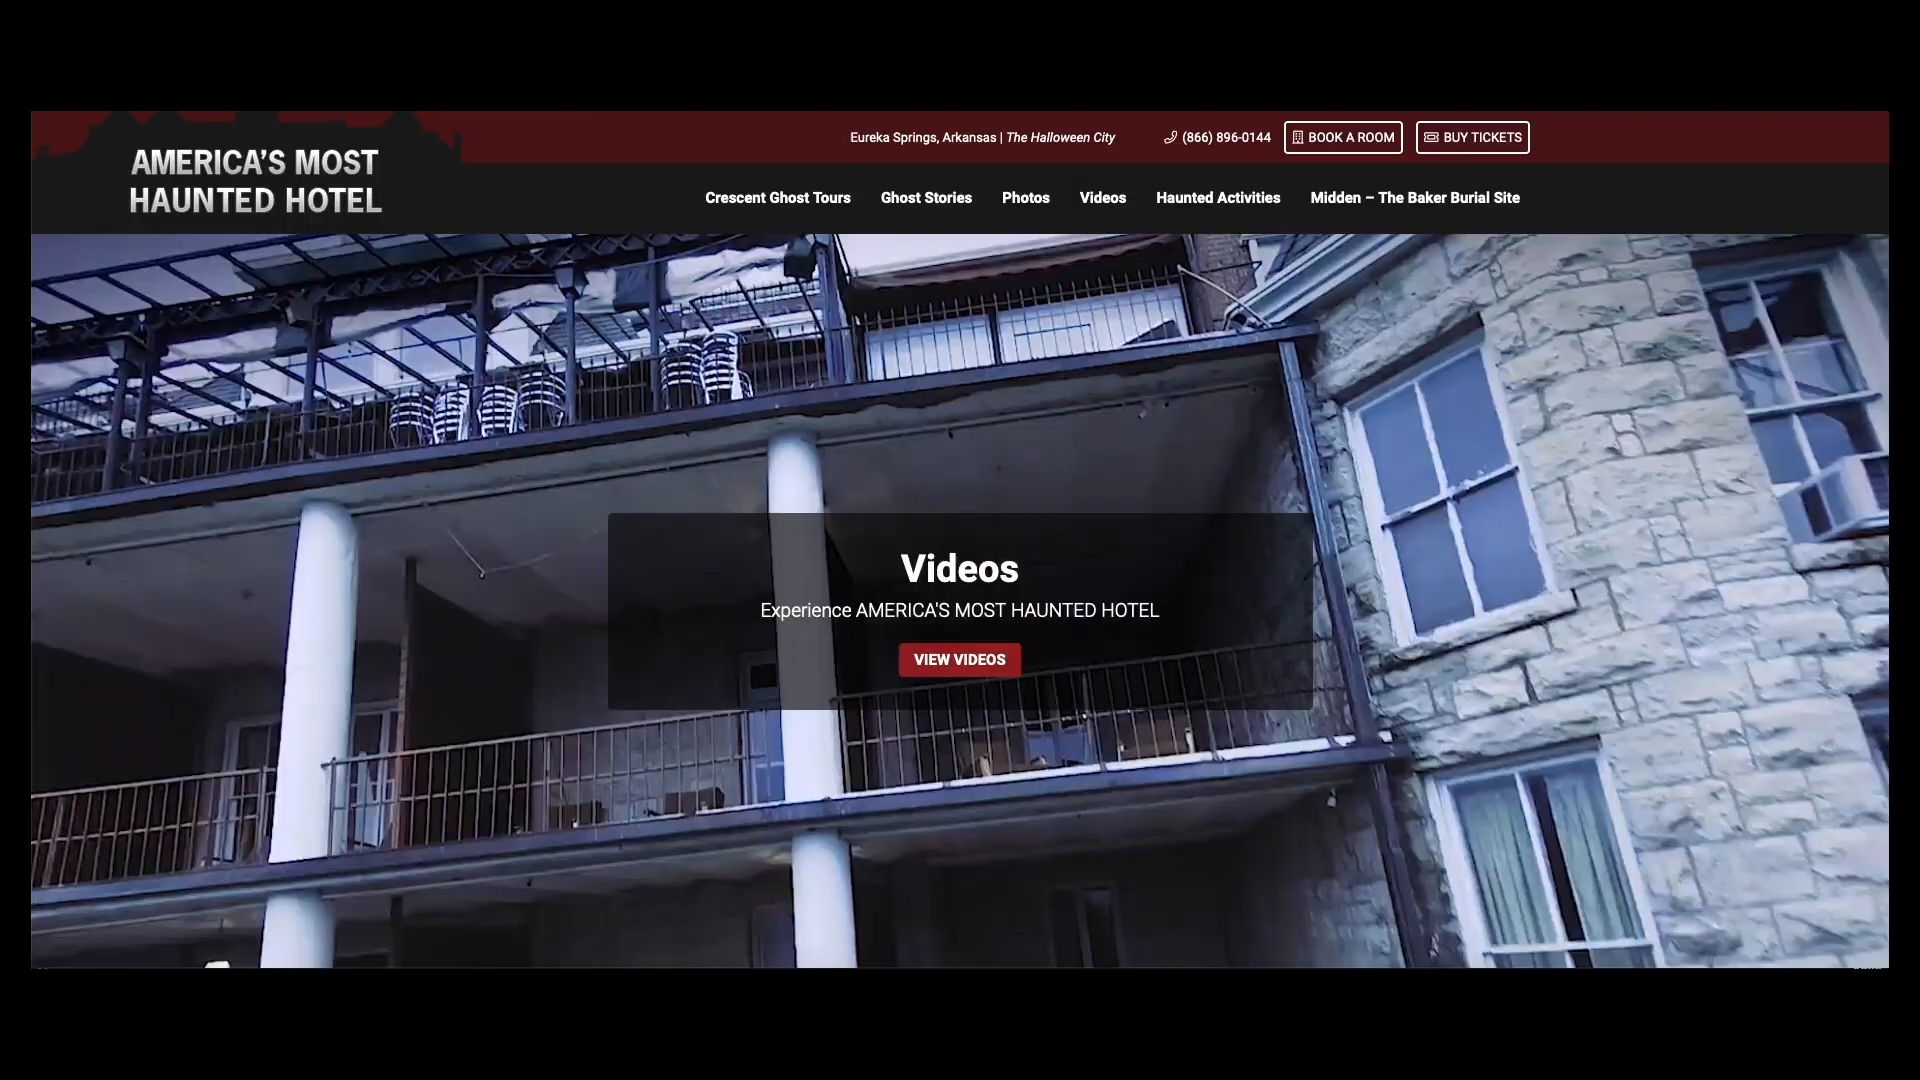 Eureka Springs, Arkansas | The Halloween City
(866) 896-0144
BOOK A ROOM
BUY TICKETS
AMERICA'S MOST
HAUNTED HOTEL
Crescent Ghost Tours
Ghost Stories
Photos
Videos
Haunted Activities
Midden – The Baker Burial Site
Videos
Experience AMERICA'S MOST HAUNTED HOTEL
VIEW VIDEOS